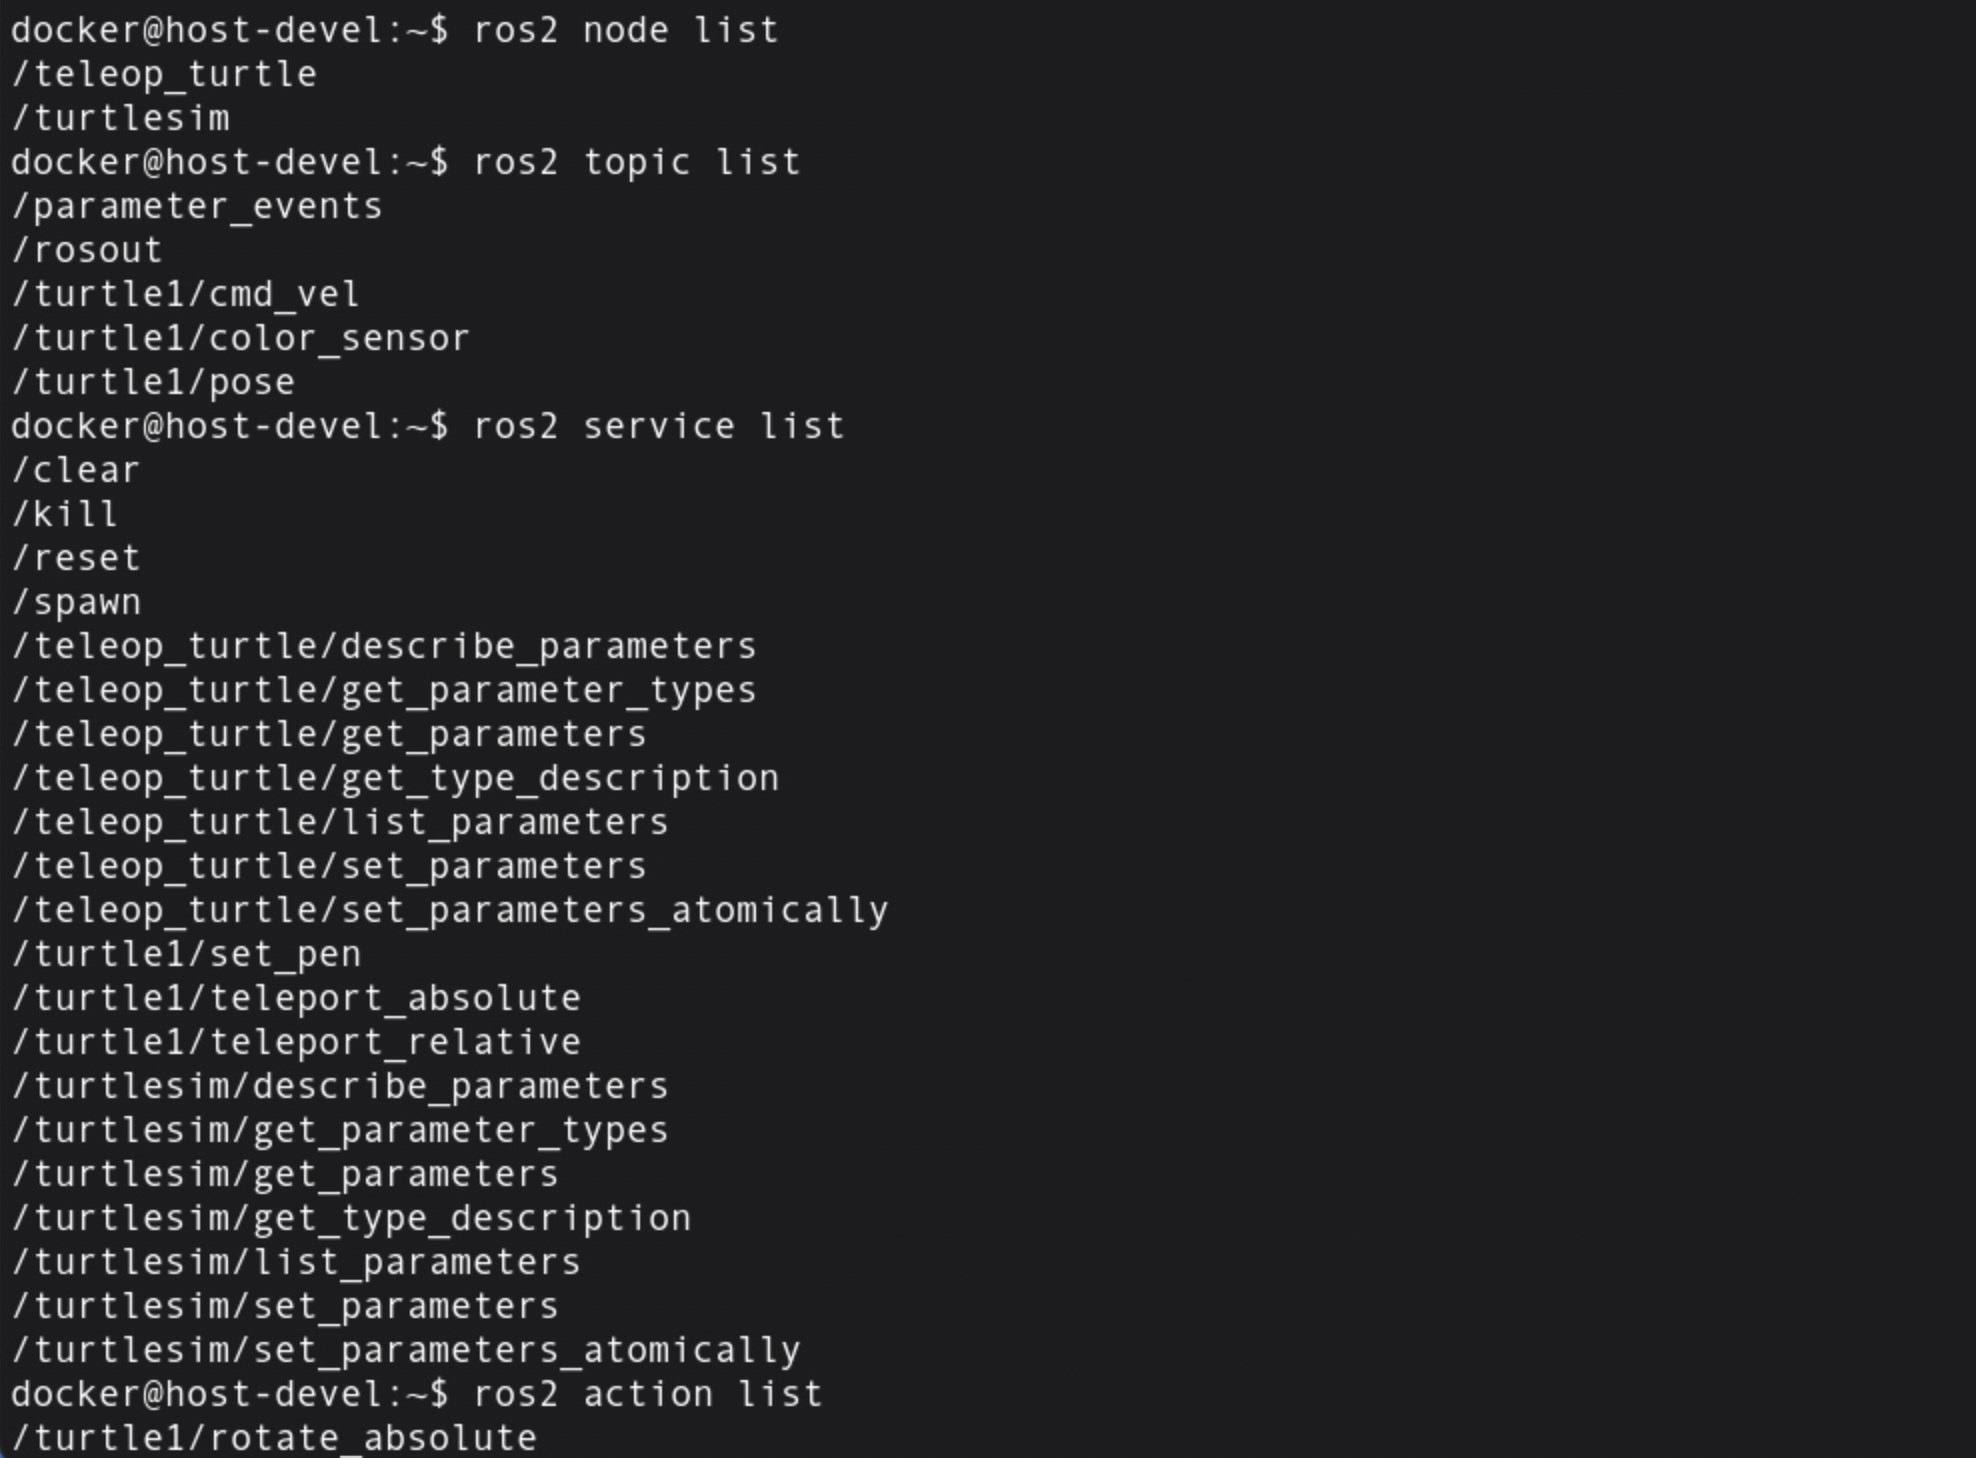 docker@host-devel:~$ ros2 node list
/teleop_turtle
/turtlesim
docker@host-devel:~$ ros2 topic list
/parameter_events
/rosout
/turtle1/cmd_vel
/turtle1/color_sensor
/turtle1/pose
docker@host-devel:~$ ros2 service list
/clear
/kill
/reset
/spawn
/teleop_turtle/describe_parameters
/teleop_turtle/get_parameter_types
/teleop_turtle/get_parameters
/teleop_turtle/get_type_description
/teleop_turtle/list_parameters
/teleop_turtle/set_parameters
/teleop_turtle/set_parameters_atomically
/turtle1/set_pen
/turtle1/teleport_absolute
/turtle1/teleport_relative
/turtlesim/describe_parameters
/turtlesim/get_parameter_types
/turtlesim/get_parameters
/turtlesim/get_type_description
/turtlesim/list_parameters
/turtlesim/set_parameters
/turtlesim/set_parameters_atomically
docker@host-devel:~$ ros2 action list
/turtle1/rotate_absolute